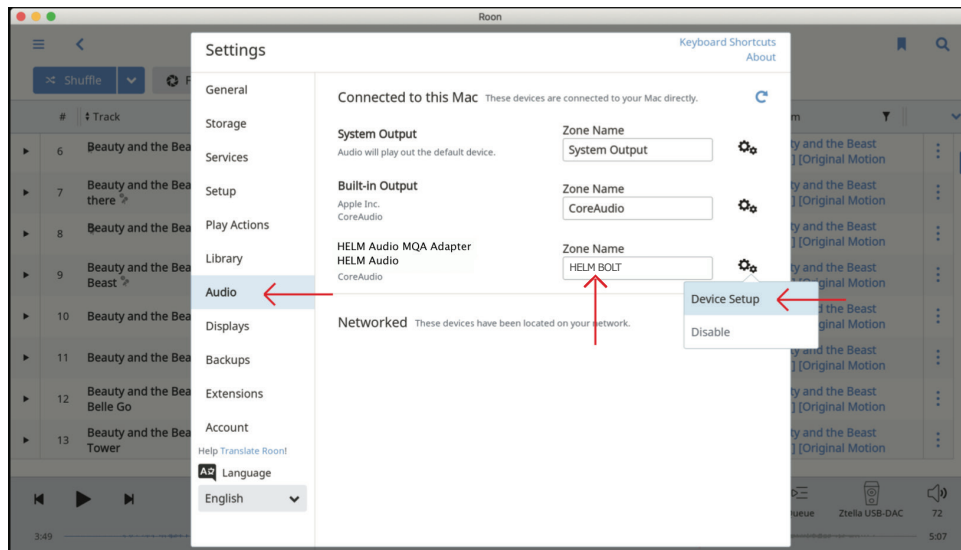 Roon
Settings
Keyboard Shortcuts
About
Shuffle
# Track
6 Beauty and the Bea
7 Beauty and the Bea
there
8 Beauty and the Bea
9 Beauty and the Bea
Beast
10 Beauty and the Bea
11 Beauty and the Bea
12 Beauty and the Bea
Belle Go
13 Beauty and the Bea
Tower
3:49
General
Storage
Services
Setup
Play Actions
Library
Audio
Displays
Backups
Extensions
Account
Help Translate Roon!
Language
English
Connected to this Mac These devices are connected to your Mac directly.
System Output
Audio will play out the default device.
Zone Name
System Output
Built-in Output
Apple Inc.
CoreAudio
Zone Name
CoreAudio
HELM Audio MQA Adapter
HELM Audio
CoreAudio
Zone Name
HELM BOLT
Device Setup
Disable
Networked These devices have been located on your network.
ty and the Beast
] [Original Motion
ty and the Beast
] [Original Motion
ty and the Beast
] [Original Motion
ty and the Beast
] [Original Motion
ty and the Beast
] [Original Motion
ty and the Beast
] [Original Motion
ty and the Beast
] [Original Motion
Ztella USB-DAC
72
5:07